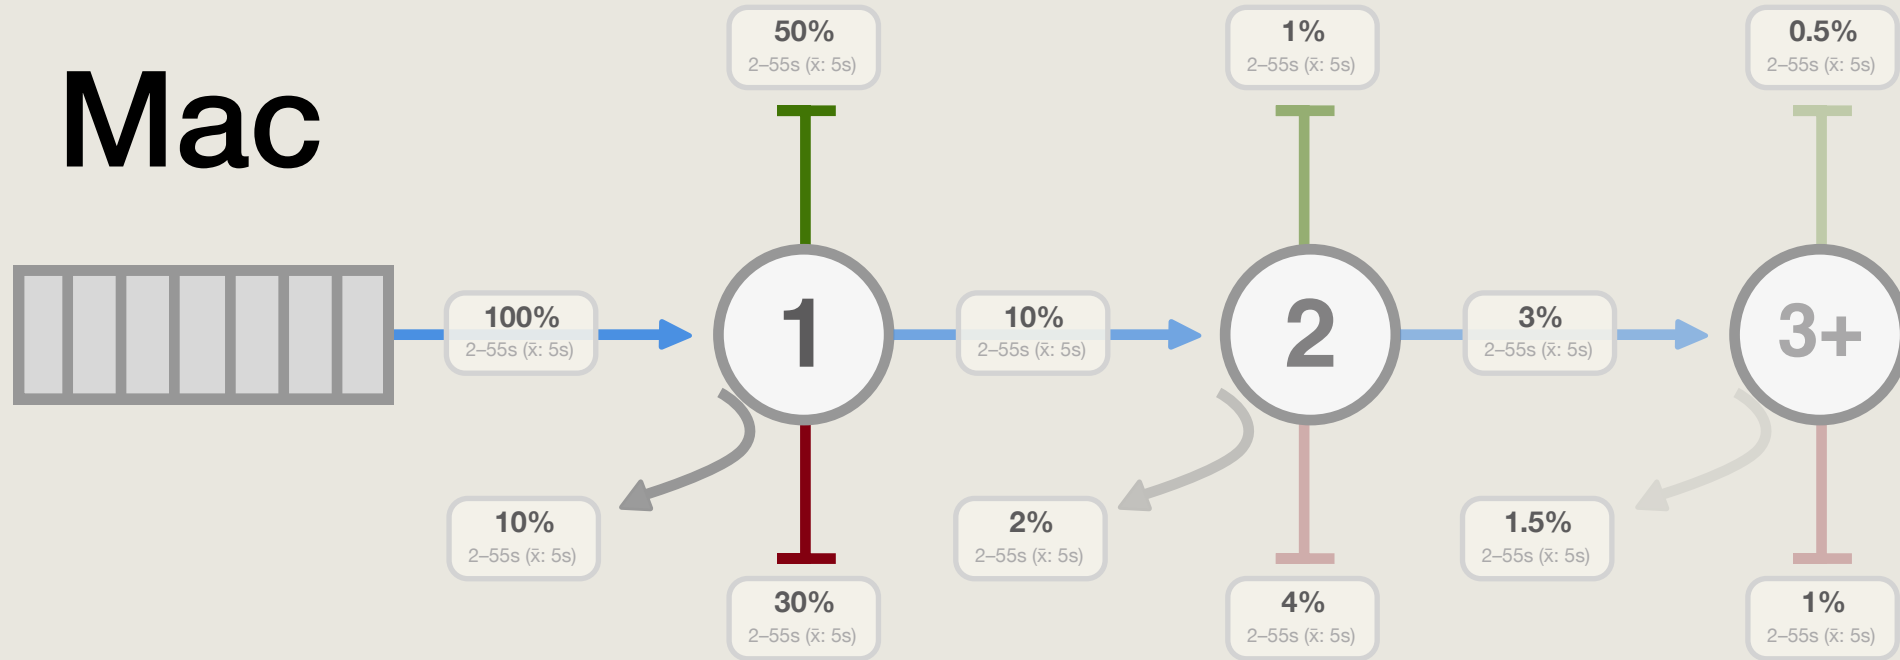 Mac
50%
2–55s (x̄: 5s)
1%
2–55s (x̄: 5s)
0.5%
2–55s (x̄: 5s)
100%
2–55s (x̄: 5s)
1
10%
2–55s (x̄: 5s)
2
3%
2–55s (x̄: 5s)
3+
10%
2–55s (x̄: 5s)
2%
2–55s (x̄: 5s)
1.5%
2–55s (x̄: 5s)
30%
2–55s (x̄: 5s)
4%
2–55s (x̄: 5s)
1%
2–55s (x̄: 5s)